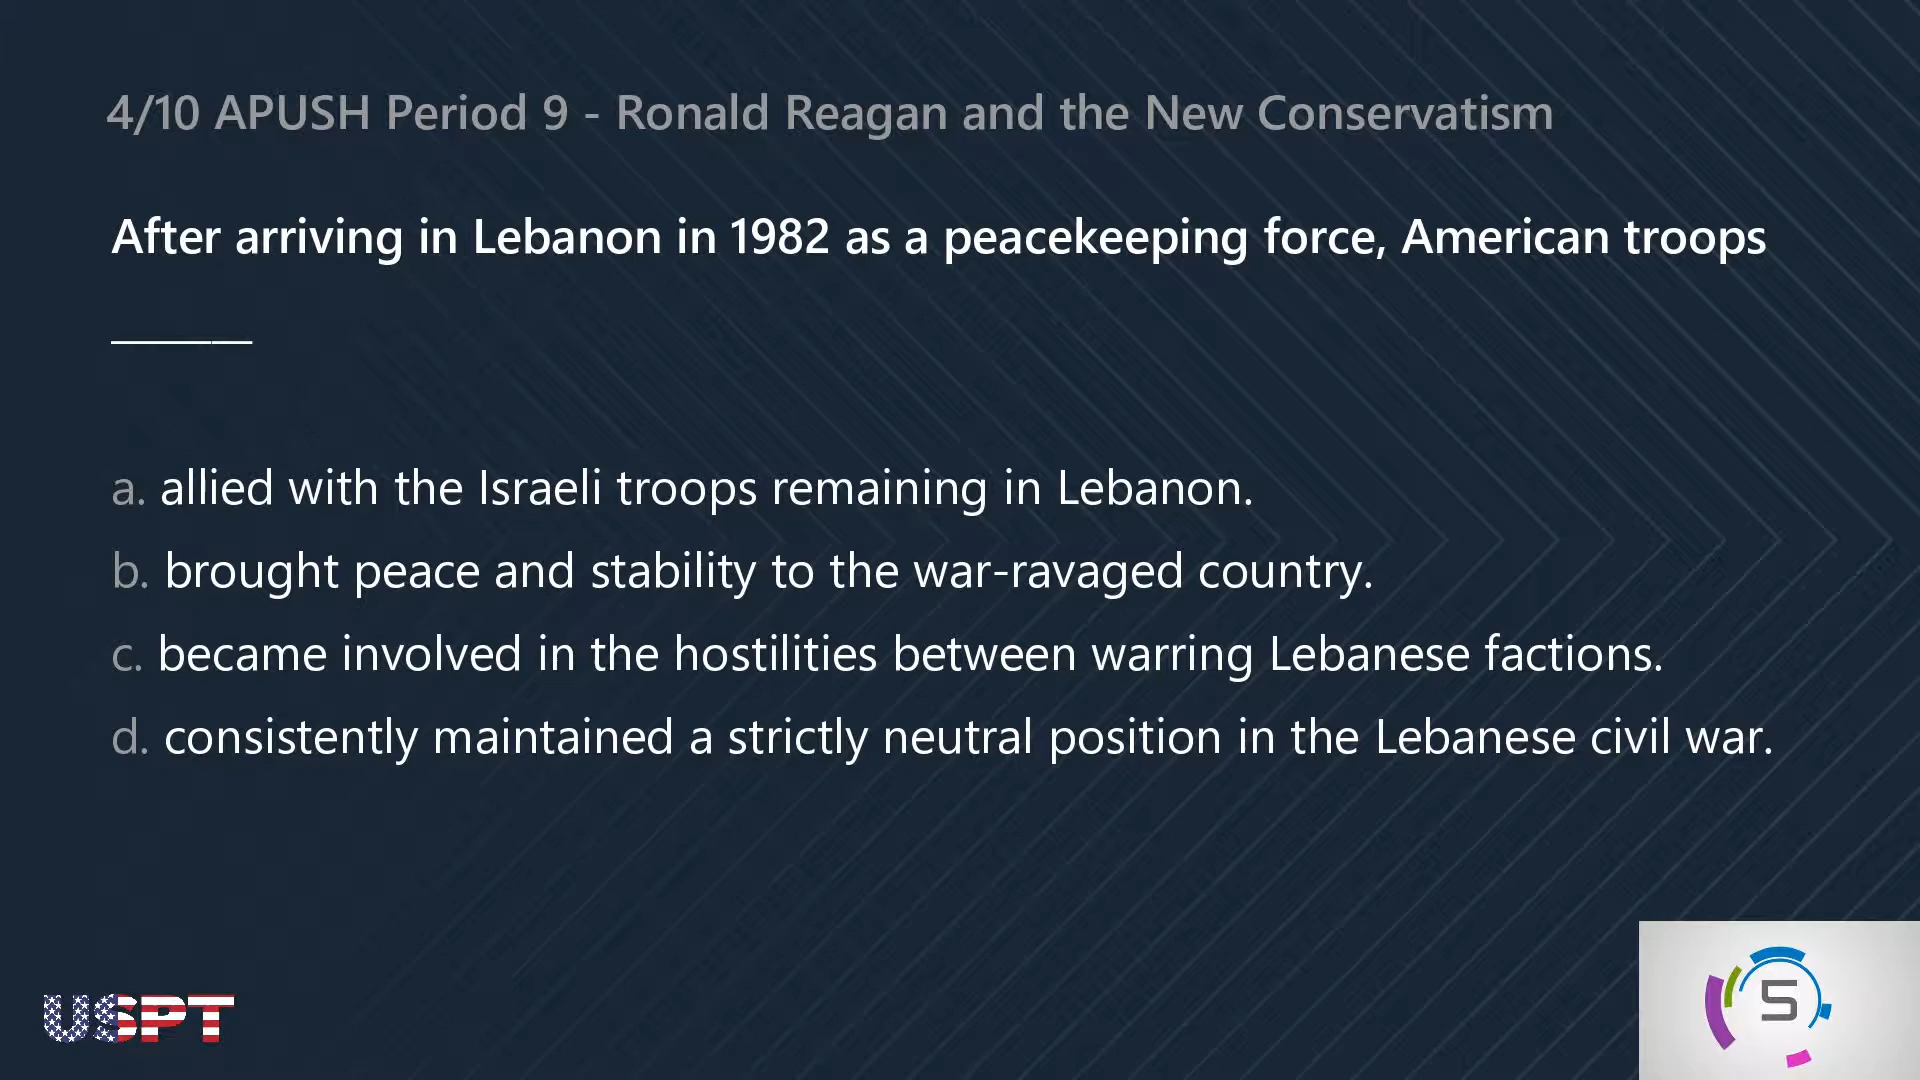 4/10 APUSH Period 9 - Ronald Reagan and the New Conservatism
After arriving in Lebanon in 1982 as a peacekeeping force, American troops
_______
a. allied with the Israeli troops remaining in Lebanon.
b. brought peace and stability to the war-ravaged country.
c. became involved in the hostilities between warring Lebanese factions.
d. consistently maintained a strictly neutral position in the Lebanese civil war.
USPT
5